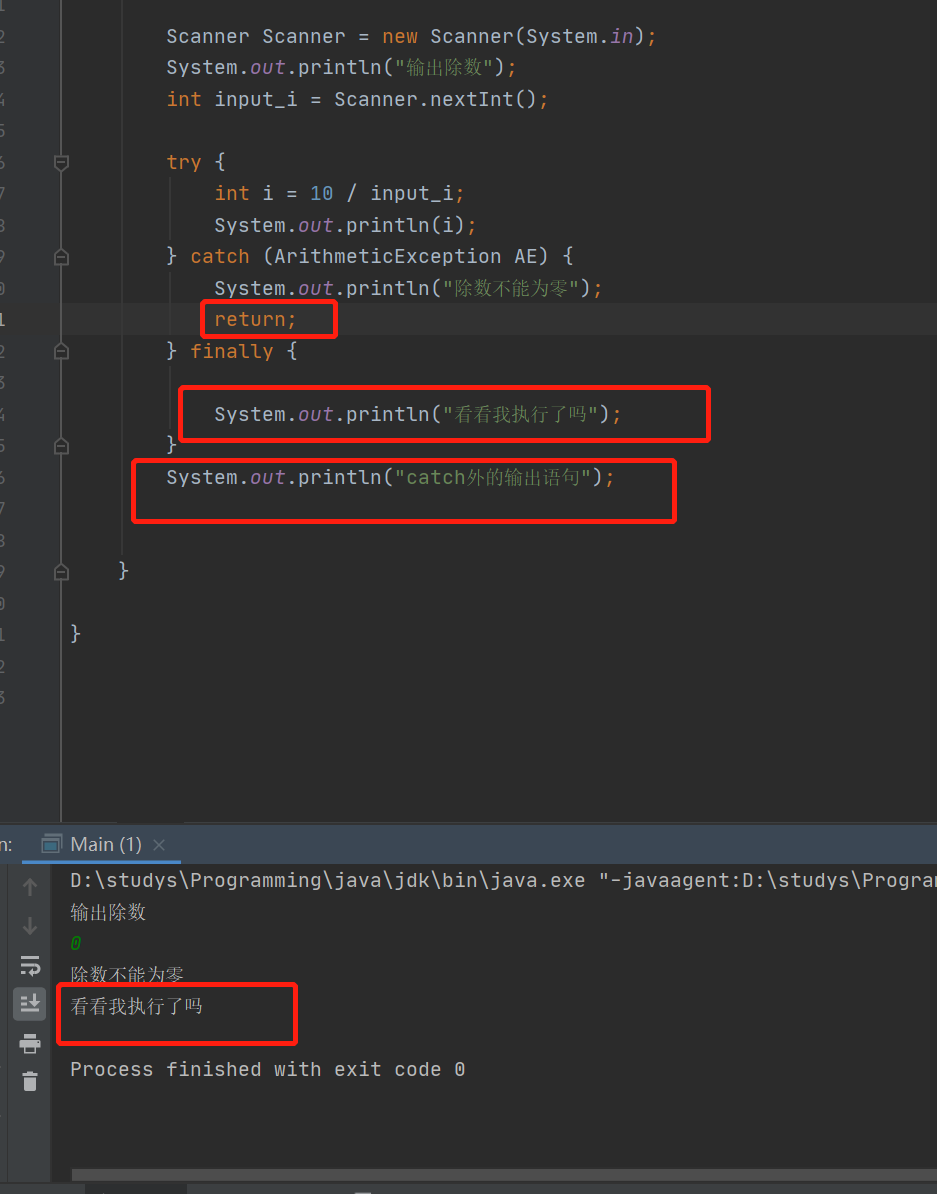 Scanner Scanner = new Scanner(System.in);
System.out.println("输出除数");
int input_i = Scanner.nextInt();
try {
int i = 10 / input_i;
System.out.println(i);
} catch (ArithmeticException AE) {
System.out.println("除数不能为零");
return;
} finally {
System.out.println("看看我执行了吗");
}
System.out.println("catch外的输出语句");
}
}
n: Main (1) ×
D:\studys\Programming\java\jdk\bin\java.exe "-javaagent:D:\studys\Program
输出除数
0
除数不能为零
看看我执行了吗
Process finished with exit code 0